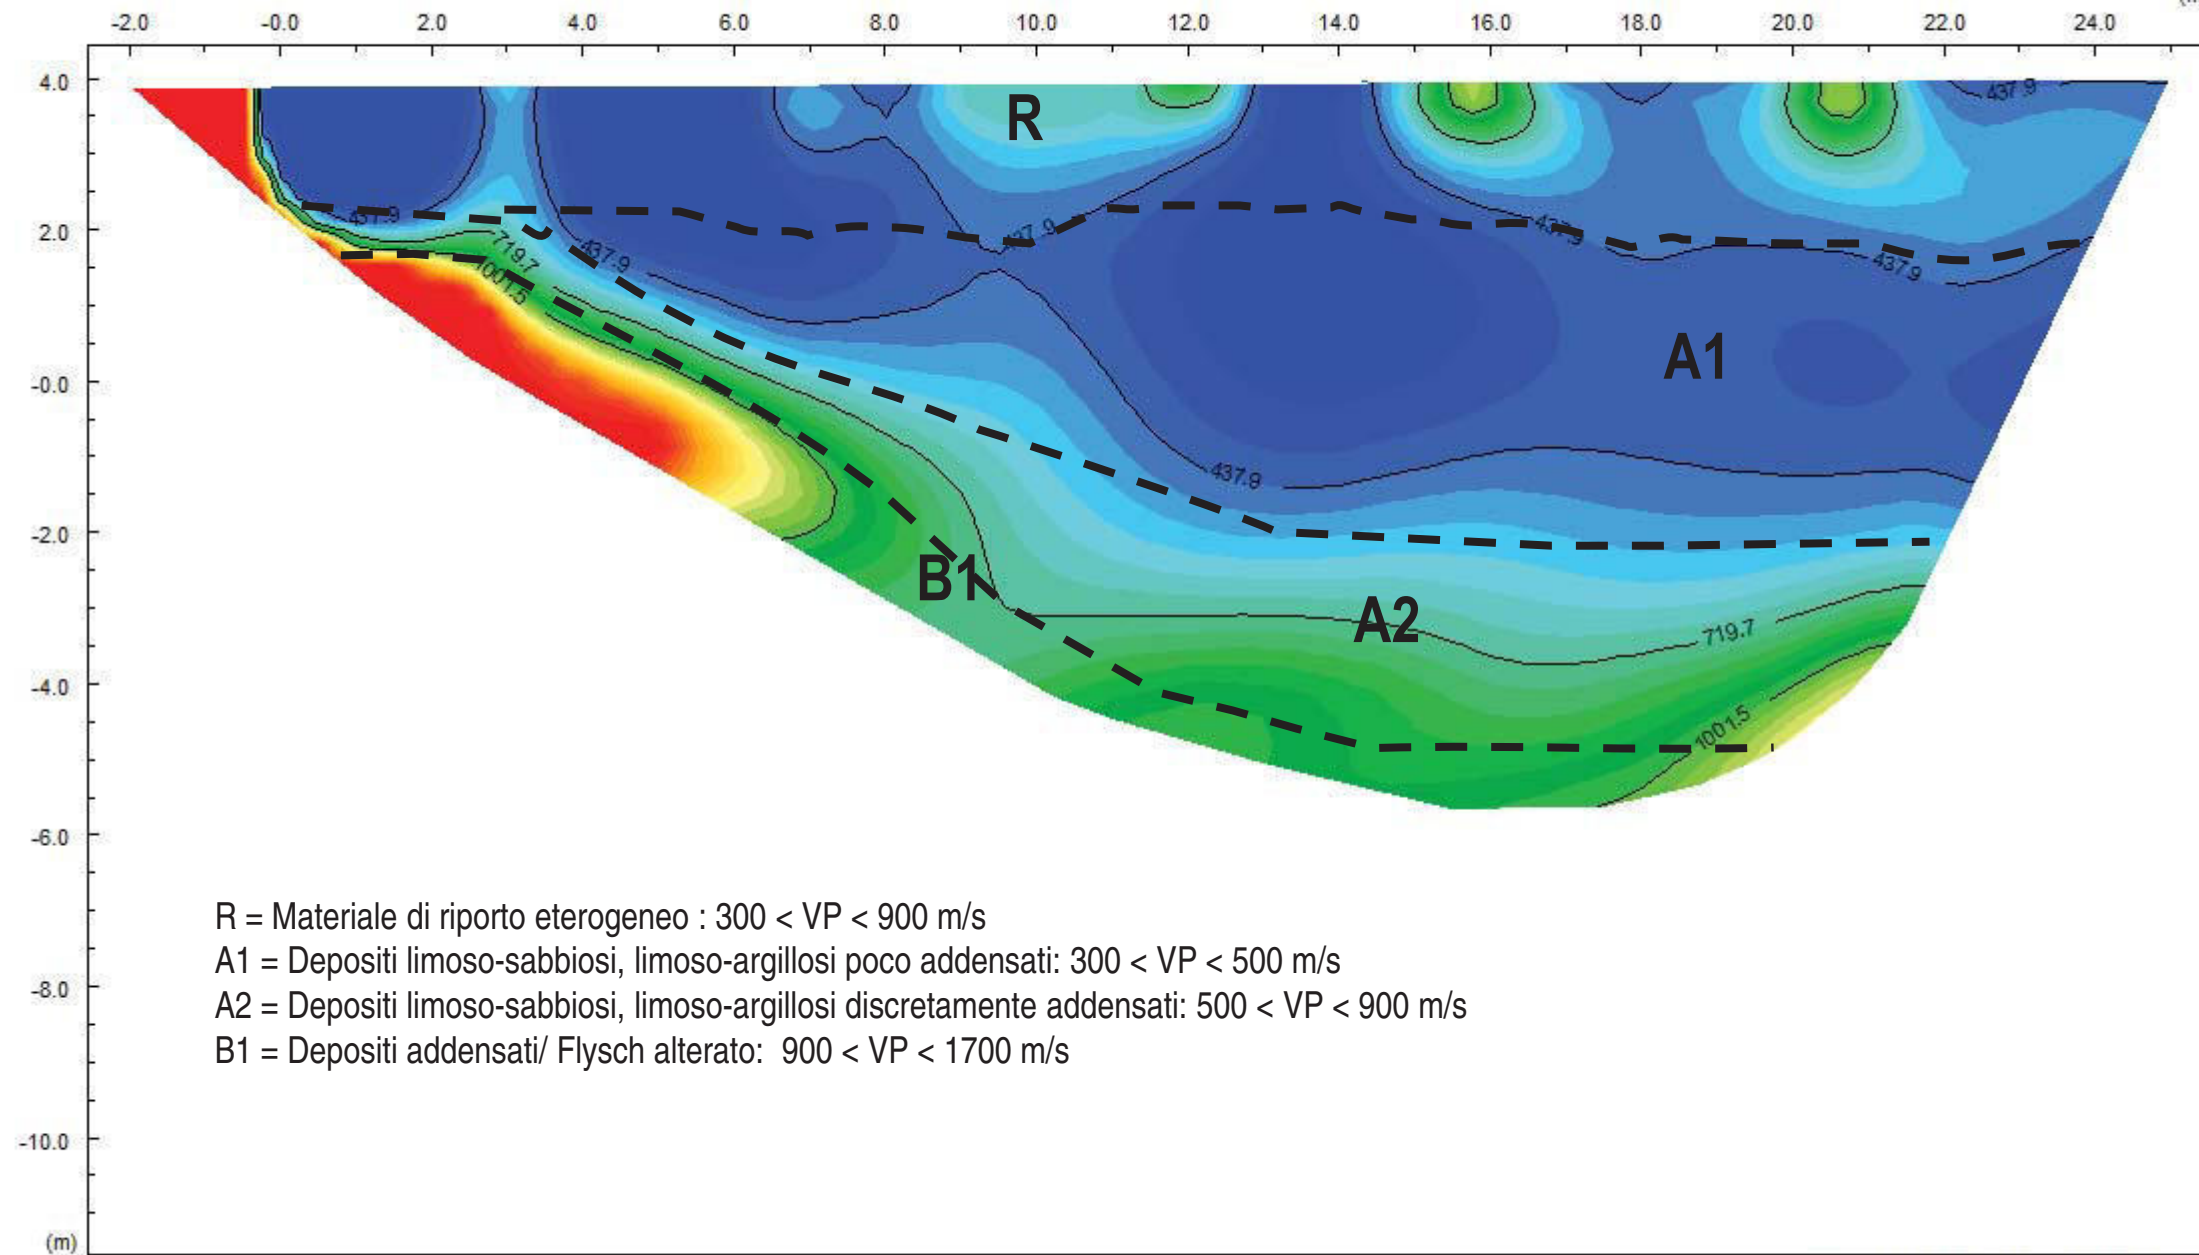 -2.0 -0.0 2.0 4.0 6.0 8.0 10.0 12.0 14.0 16.0 18.0 20.0 22.0 24.0
4.0
2.0
-0.0
-2.0
-4.0
-6.0
-8.0
-10.0
(m)
R
437.9
437.9
437.9
437.9
437.9
719.7
437.9
1001.5
A1
437.9
B1
A2
719.7
1001.5
R = Materiale di riporto eterogeneo : 300 < VP < 900 m/s
A1 = Depositi limoso-sabbiosi, limoso-argillosi poco addensati: 300 < VP < 500 m/s
A2 = Depositi limoso-sabbiosi, limoso-argillosi discretamente addensati: 500 < VP < 900 m/s
B1 = Depositi addensati/ Flysch alterato: 900 < VP < 1700 m/s